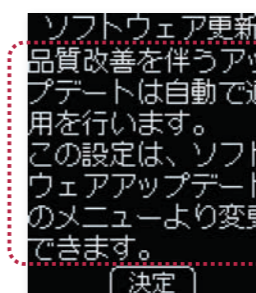 ソフトウェア更新
品質改善を伴うアッ
プデートは自動で適
用を行います。
この設定は、ソフト
ウェアアップデート
のメニューより変更
できます。
決定